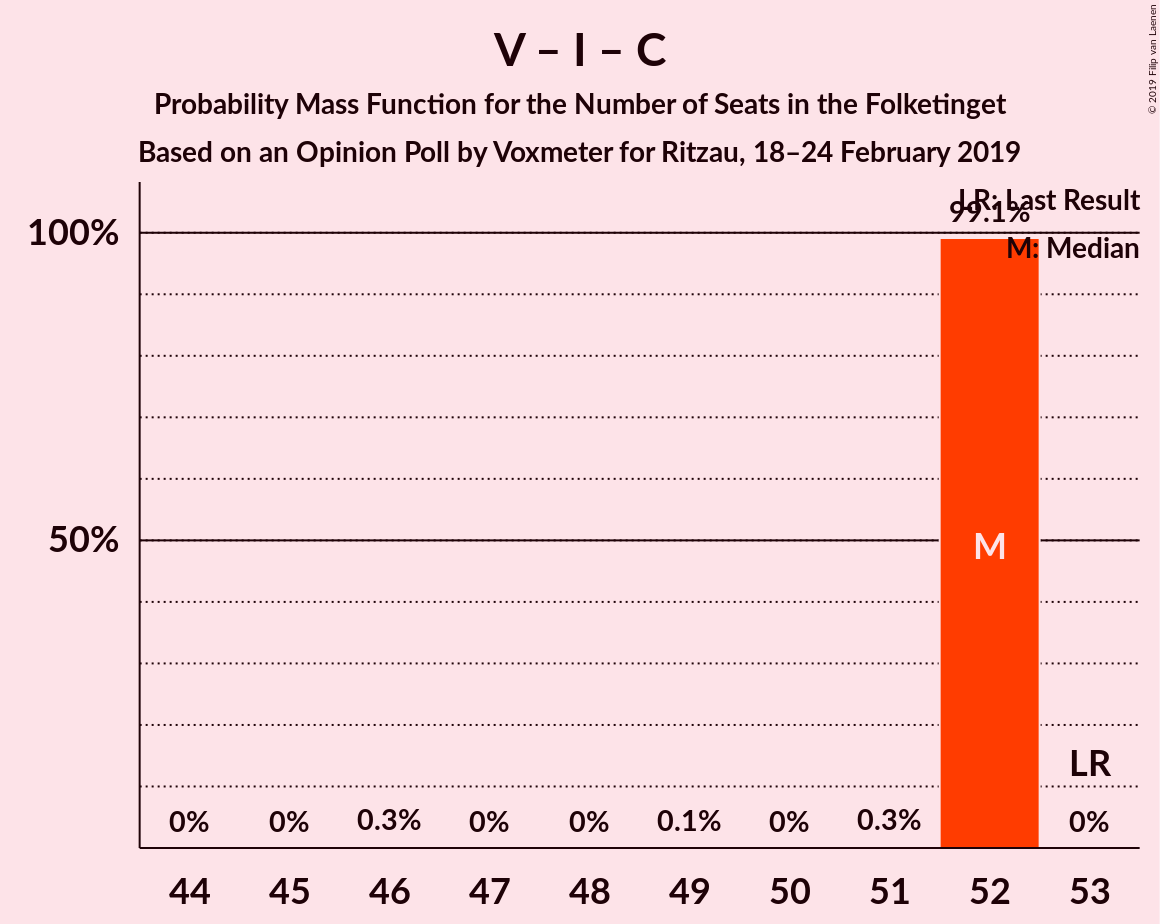 V – I – C
Probability Mass Function for the Number of Seats in the Folketinget
Based on an Opinion Poll by Voxmeter for Ritzau, 18–24 February 2019
© 2019 Filip van Laenen
LR: Last Result
99.1%
M: Median
100%
50%
M
LR
0% 0% 0.3% 0% 0% 0.1% 0% 0.3% 0%
44 45 46 47 48 49 50 51 52 53